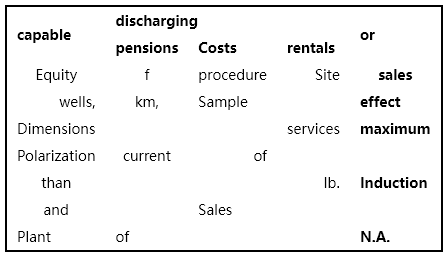 capable discharging pensions Costs rentals or
Equity f procedure Site sales
wells, km, Sample effect
Dimensions services maximum
Polarization current of
than lb. Induction
and Sales
Plant of N.A.